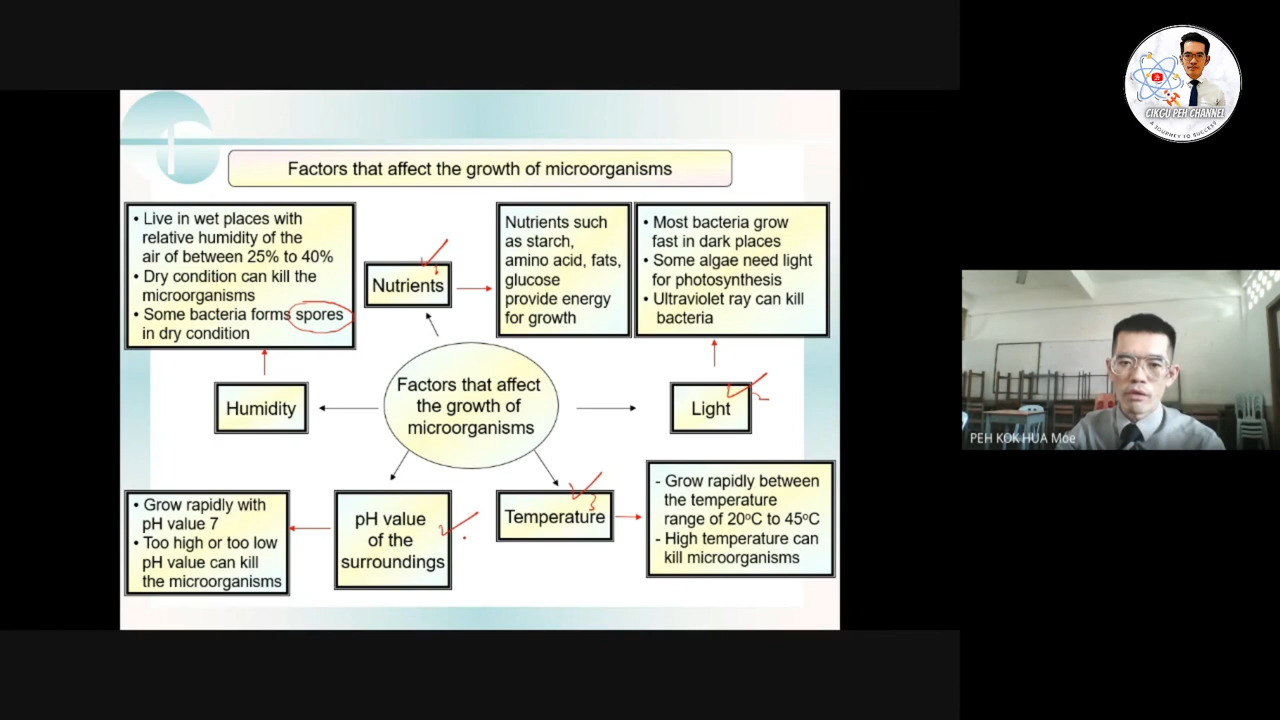 CIKGU PEH CHANNEL
A JOURNEY TO SUCCESS
Factors that affect the growth of microorganisms
• Live in wet places with
relative humidity of the
air of between 25% to 40%
• Dry condition can kill the
microorganisms
• Some bacteria forms spores
in dry condition
Nutrients
1
Nutrients such
as starch,
amino acid, fats,
glucose
provide energy
for growth
• Most bacteria grow
fast in dark places
• Some algae need light
for photosynthesis
• Ultraviolet ray can kill
bacteria
Humidity
Factors that affect
the growth of
microorganisms
Light
2
• Grow rapidly with
pH value 7
• Too high or too low
pH value can kill
the microorganisms
pH value
of the
surroundings
Temperature
3
- Grow rapidly between
the temperature
range of 20°C to 45°C
- High temperature can
kill microorganisms
PEH KOK HUA Moe